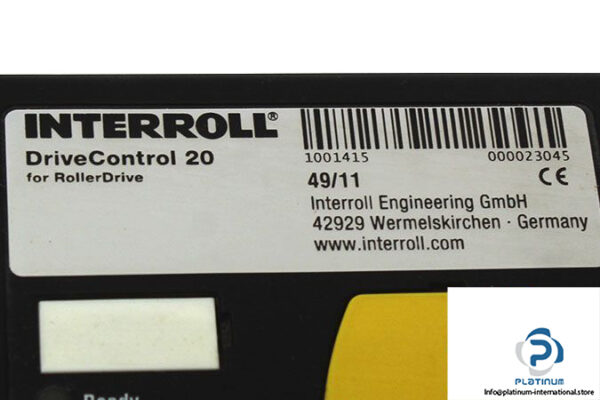 INTERROLL®
DriveControl 20
for RollerDrive
1001415 000023045
49/11 CE
Interroll Engineering GmbH
42929 Wermelskirchen · Germany
www.interroll.com
Ready
PLATINUM
Info@platinum-international.store